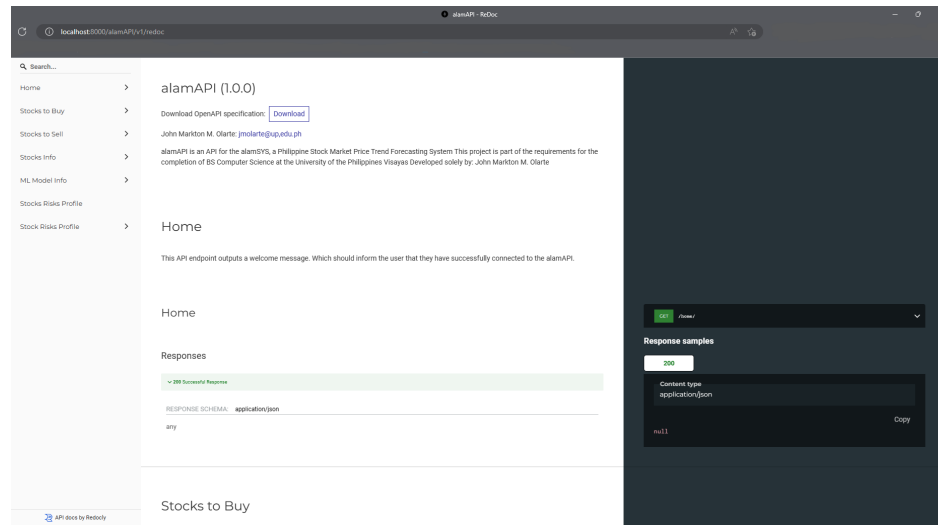 alamAPI - ReDoc
localhost:8000/alamAPI/v1/redoc
Search...
Home
Stocks to Buy
Stocks to Sell
Stocks Info
ML Model Info
Stocks Risks Profile
Stock Risks Profile
API docs by Redocly
alamAPI (1.0.0)
Download OpenAPI specification: Download
John Markton M. Olarte: jmolarte@up,edu.ph
alamAPI is an API for the alamSYS, a Philippine Stock Market Price Trend Forecasting System This project is part of the requirements for the
completion of BS Computer Science at the University of the Philippines Visayas Developed solely by: John Markton M. Olarte
Home
This API endpoint outputs a welcome message. Which should inform the user that they have successfully connected to the alamAPI.
Home
Responses
200 Successful Response
RESPONSE SCHEMA: application/json
any
GET /home/
Response samples
200
Content type
application/json
Copy
null
Stocks to Buy